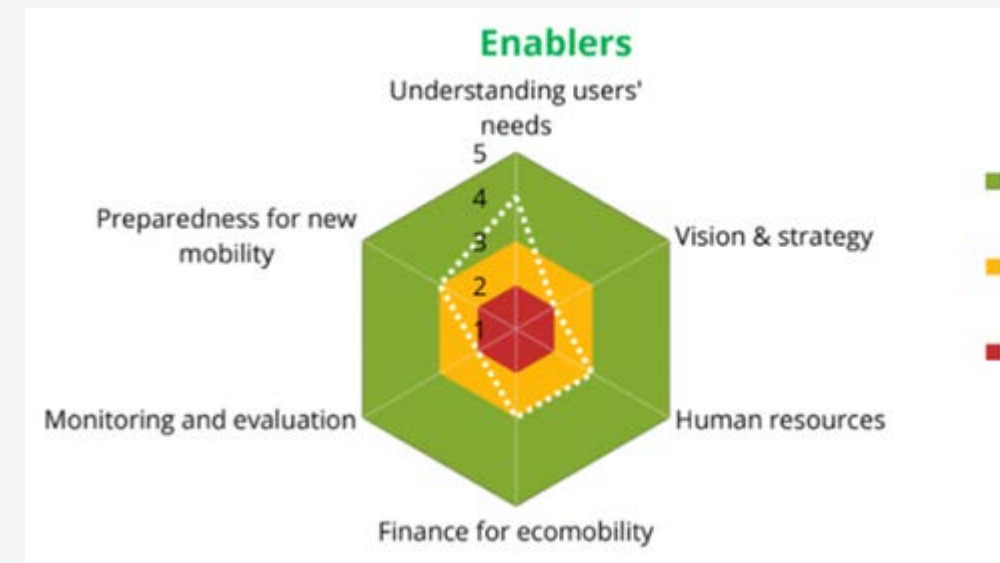 Enablers
Understanding users'
needs
5
4
3
2
1
Preparedness for new
mobility
Vision & strategy
Monitoring and evaluation
Human resources
Finance for ecomobility